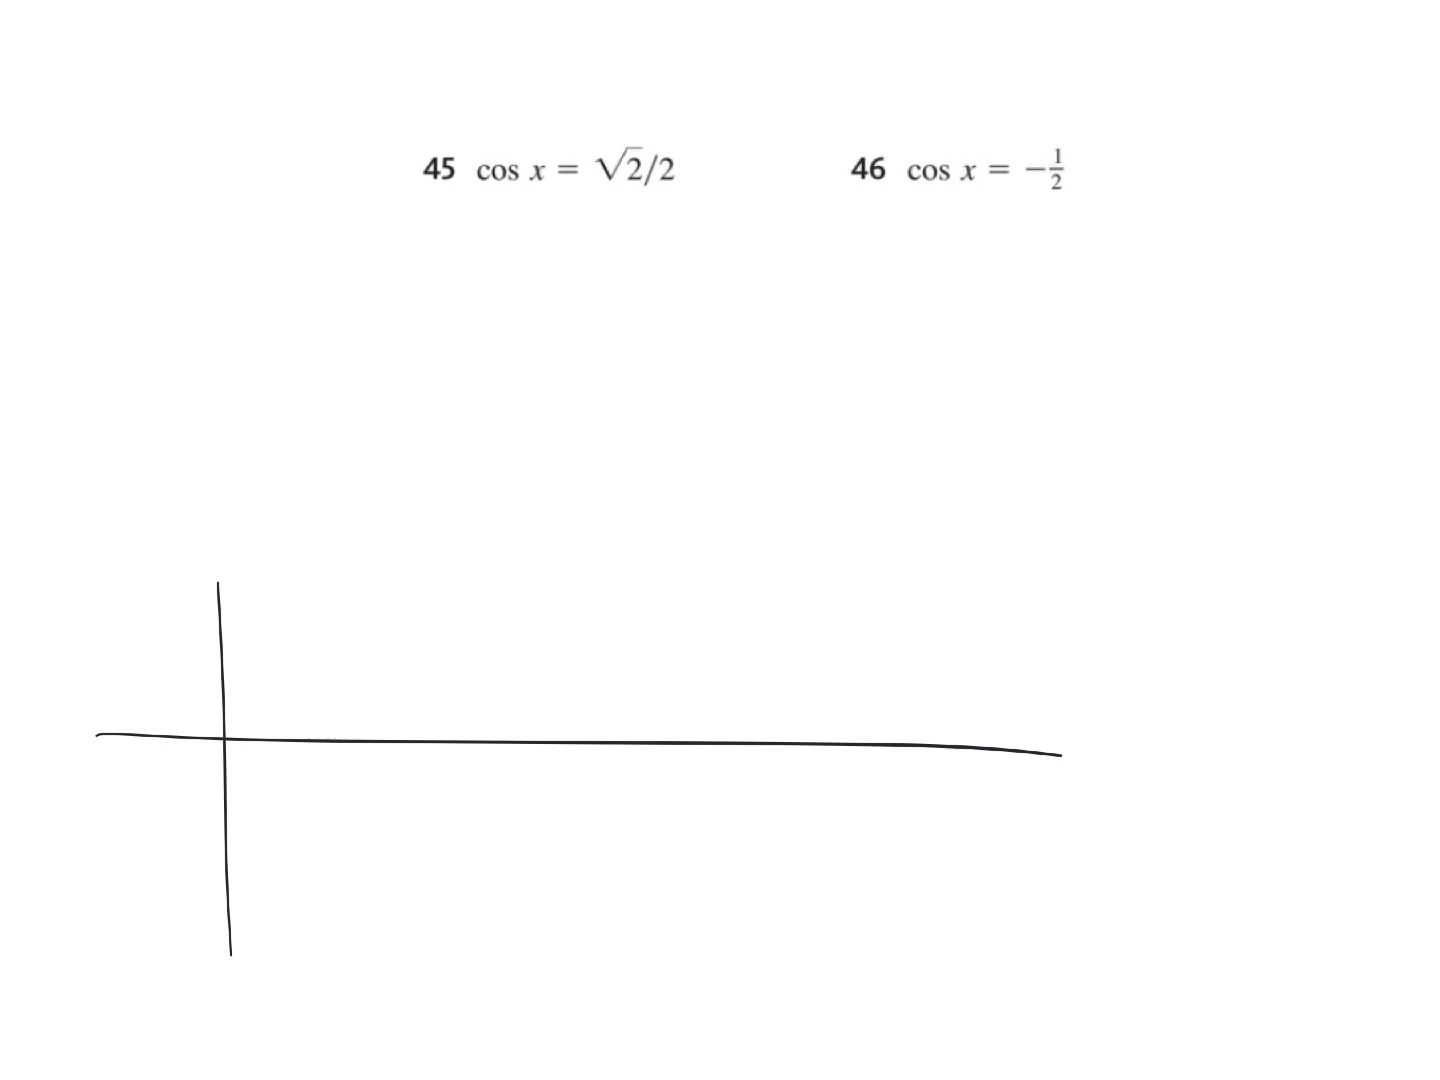 45 cos x = √2/2 46 cos x = -1/2